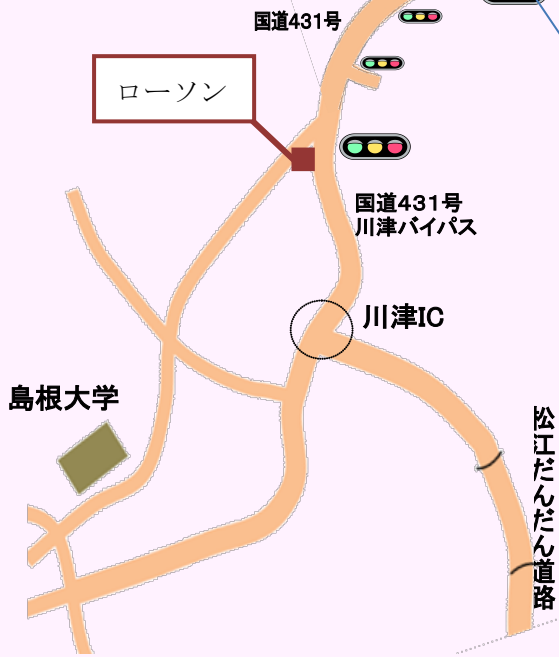 国道431号
ローソン
国道431号
川津バイパス
川津IC
島根大学
松江だんだん道路